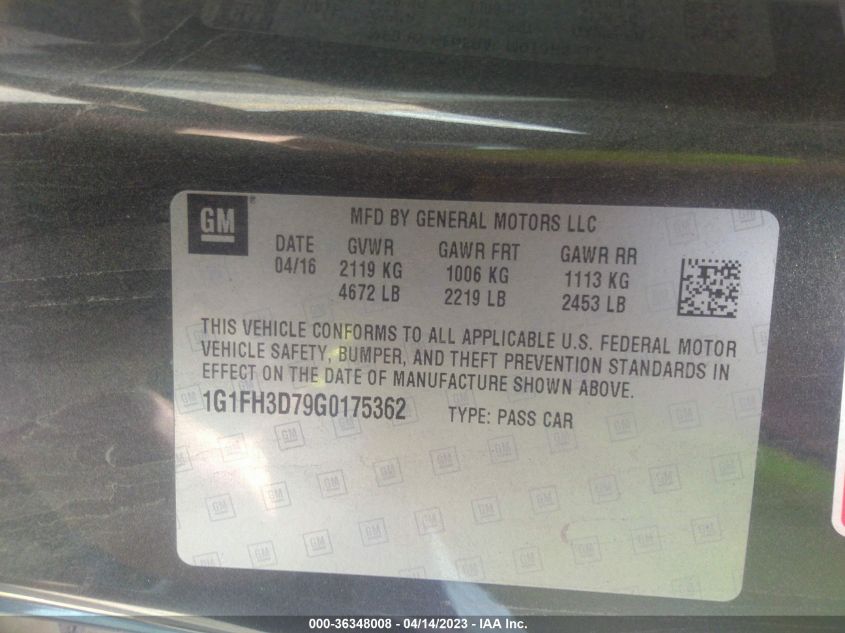 GM
MFD BY GENERAL MOTORS LLC
DATE GVWR GAWR FRT GAWR RR
04/16 2119 KG 1006 KG 1113 KG
4672 LB 2219 LB 2453 LB
THIS VEHICLE CONFORMS TO ALL APPLICABLE U.S. FEDERAL MOTOR
VEHICLE SAFETY, BUMPER, AND THEFT PREVENTION STANDARDS IN
EFFECT ON THE DATE OF MANUFACTURE SHOWN ABOVE.
1G1FH3D79G0175362 TYPE: PASS CAR
000-36348008 - 04/14/2023 - IAA Inc.